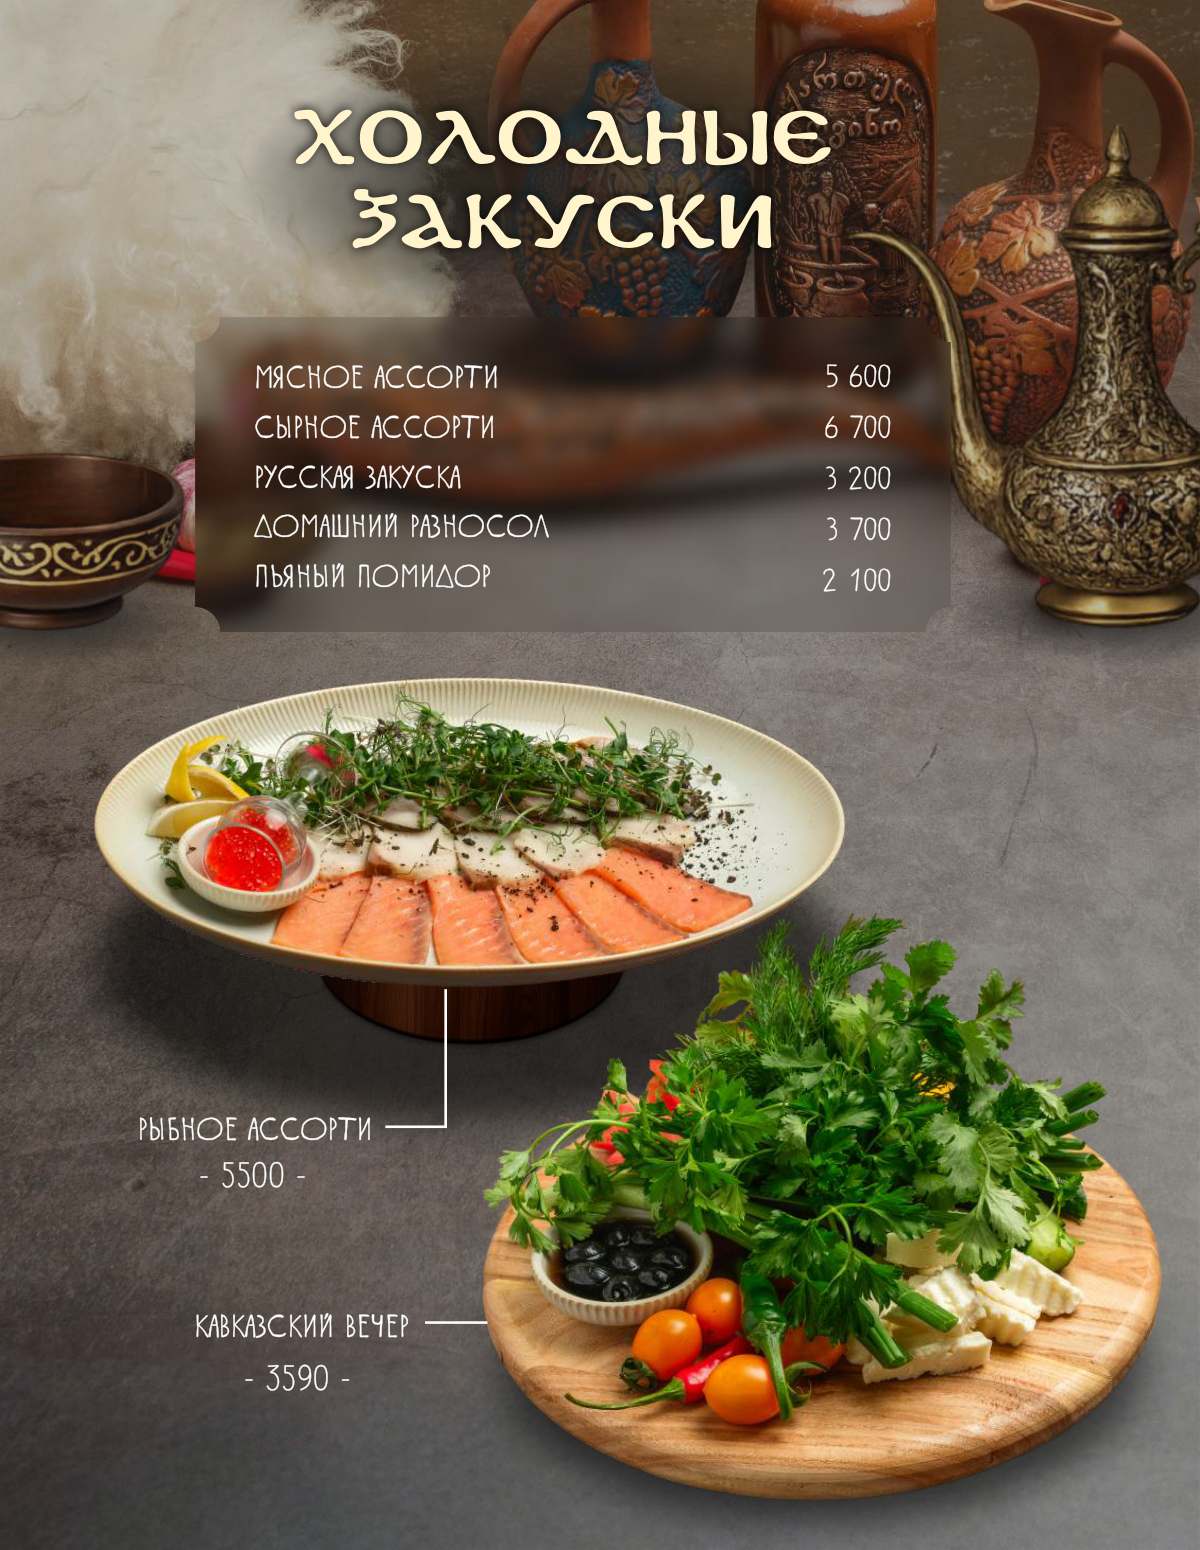 ХОЛОДНЫЕ
ЗАКУСКИ
МЯСНОЕ АССОРТИ 5 600
СЫРНОЕ АССОРТИ 6 700
РУССКАЯ ЗАКУСКА 3 200
ДОМАШНИЙ РАЗНОСОЛ 3 700
ПЬЯНЫЙ ПОМИДОР 2 100
РЫБНОЕ АССОРТИ
- 5500 -
КАВКАЗСКИЙ ВЕЧЕР
- 3590 -